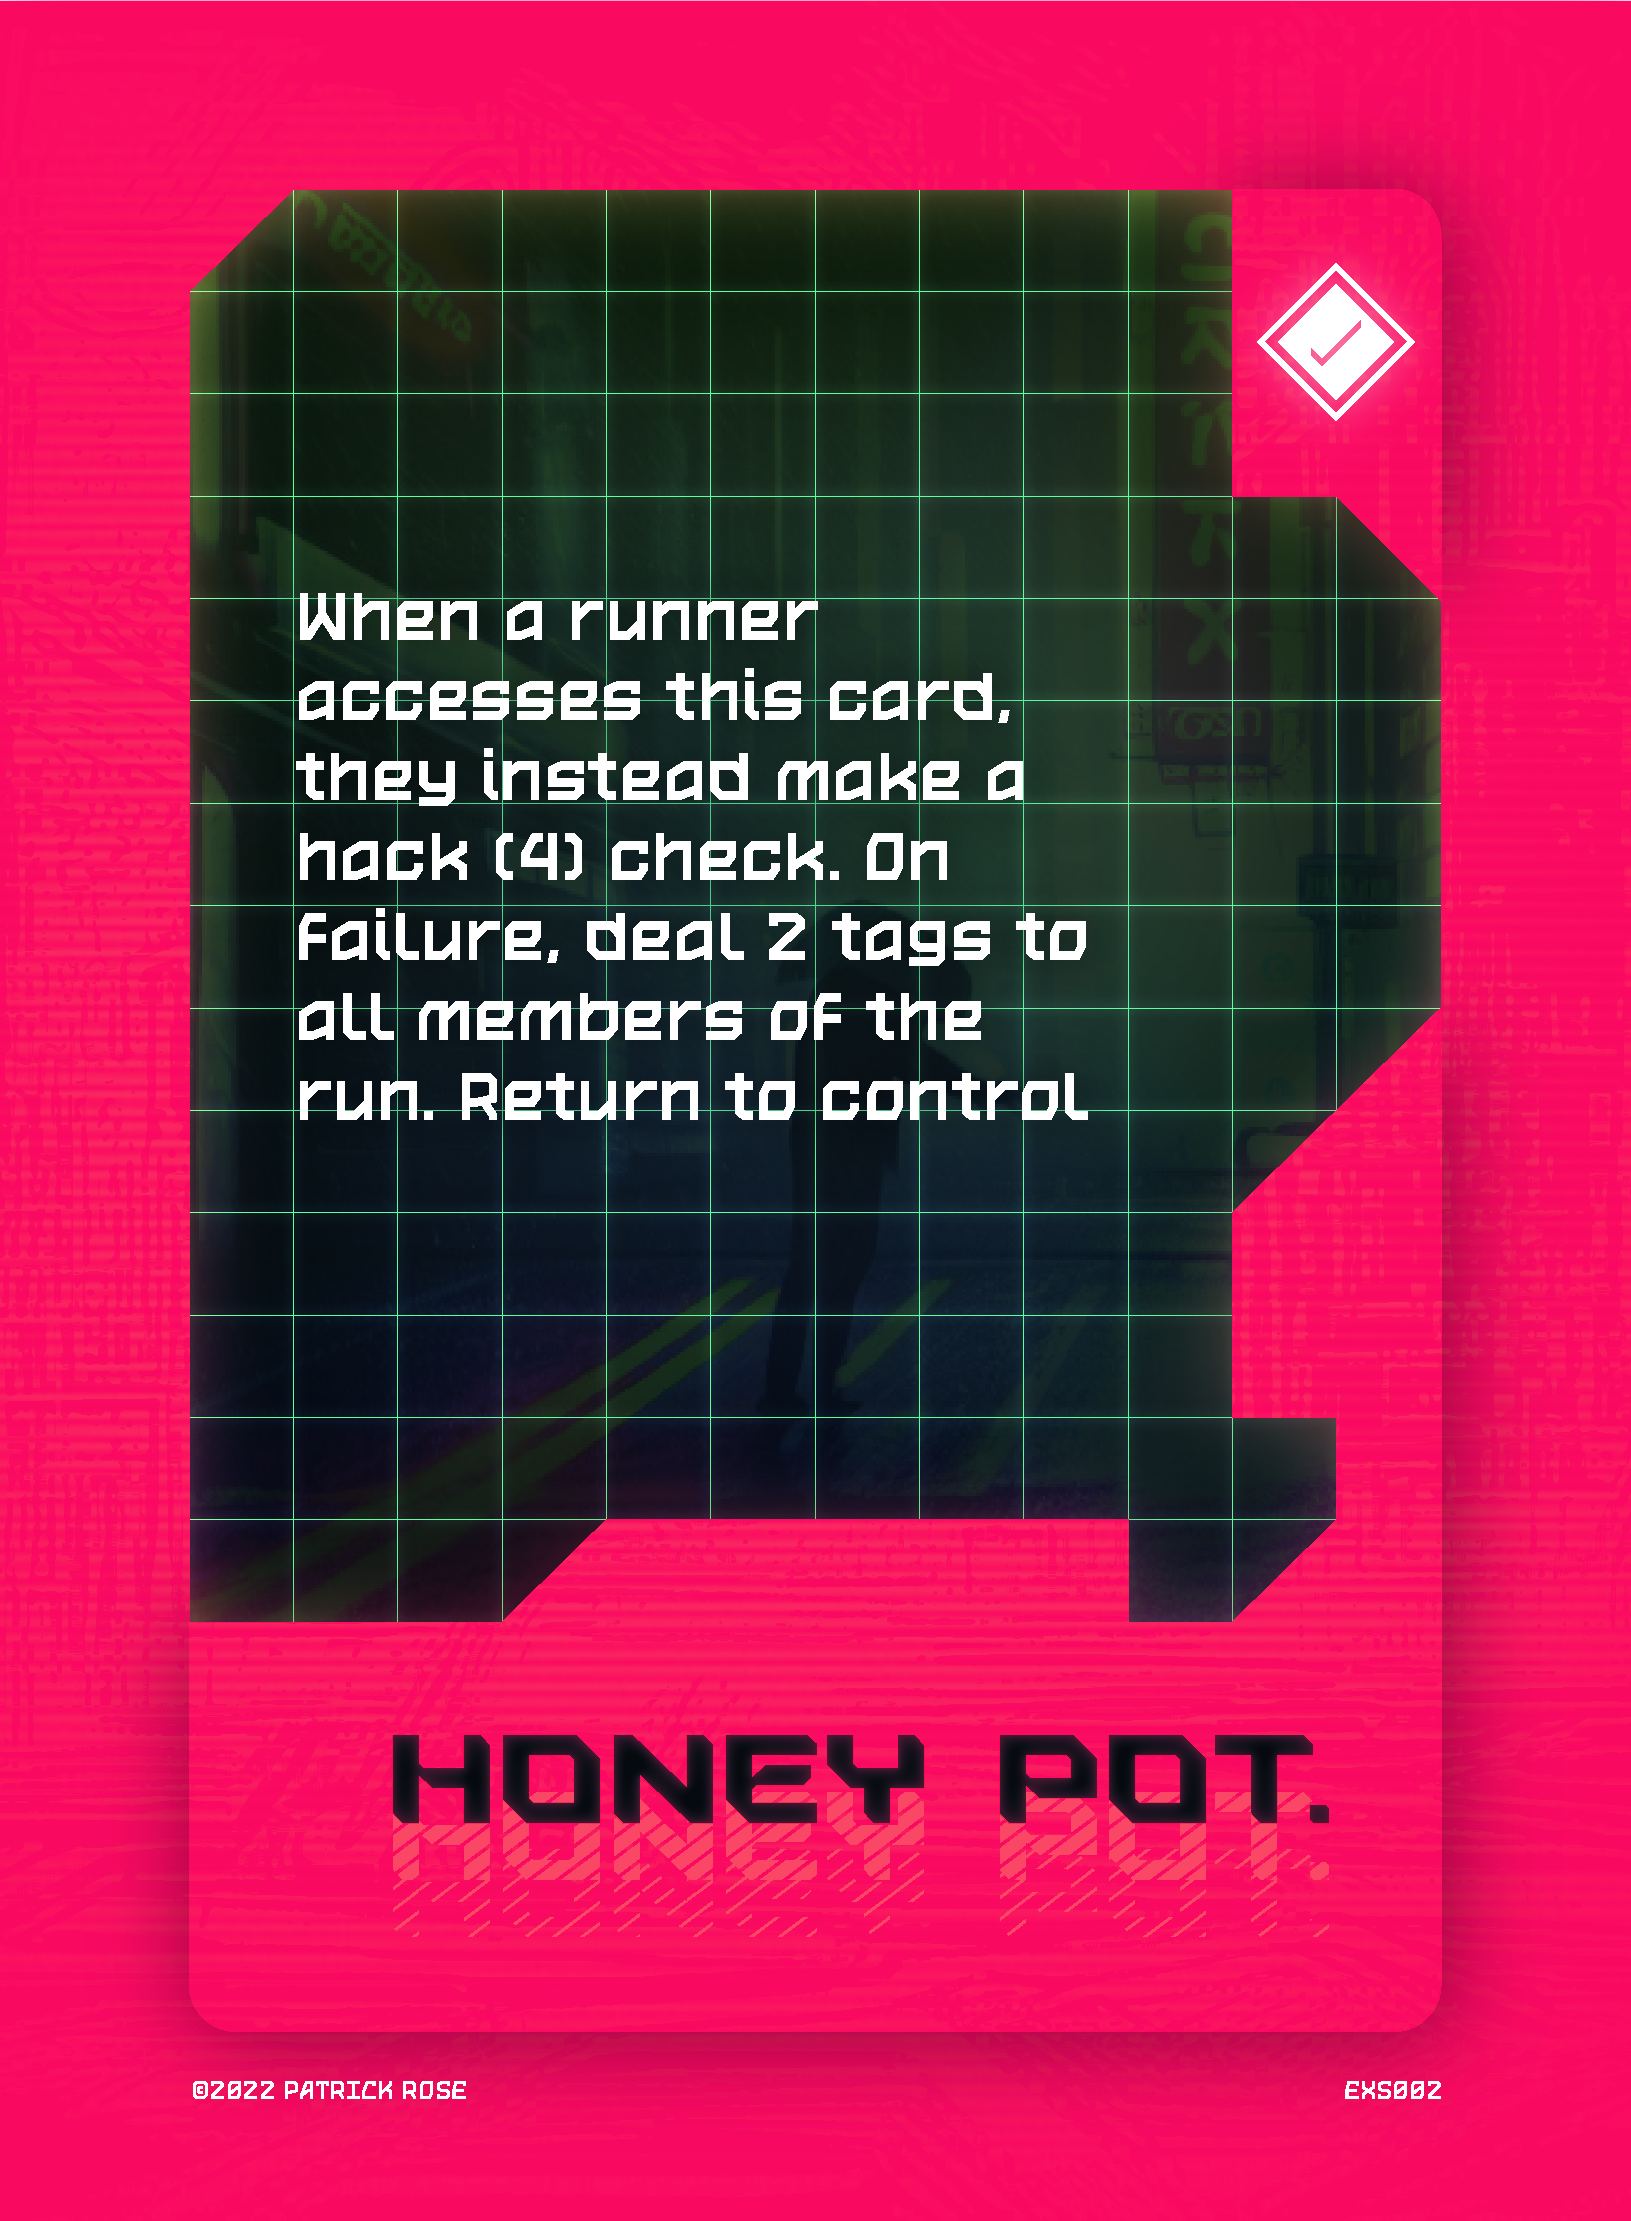 When a runner
accesses this card,
they instead make a
hack (4) check. On
failure, deal 2 tags to
all members of the
run. Return to control
HONEY POT.
©2022 PATRICK ROSE
EXS002